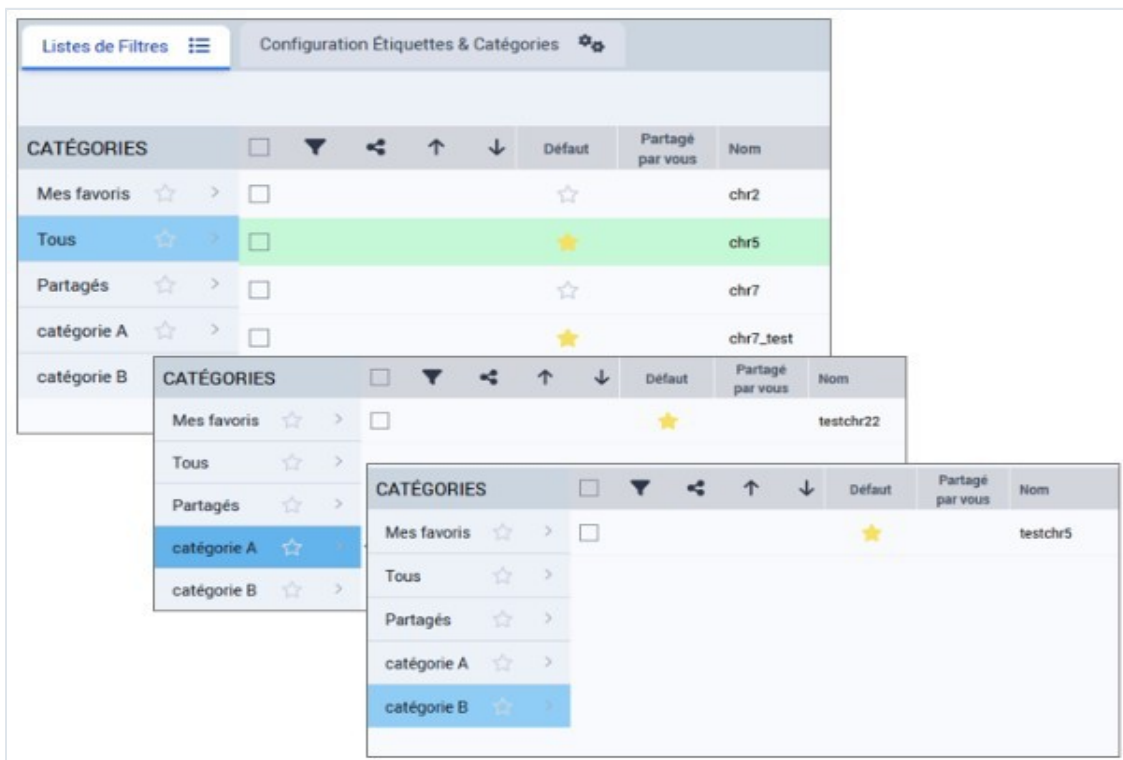 Listes de Filtres
Configuration Étiquettes & Catégories
CATÉGORIES Défaut Partagé par vous Nom
Mes favoris chr2
Tous chr5
Partagés chr7
catégorie A chr7_test
catégorie B
CATÉGORIES Défaut Partagé par vous Nom
Mes favoris testchr22
Tous
Partagés
catégorie A
catégorie B
CATÉGORIES Défaut Partagé par vous Nom
Mes favoris testchr5
Tous
Partagés
catégorie A
catégorie B